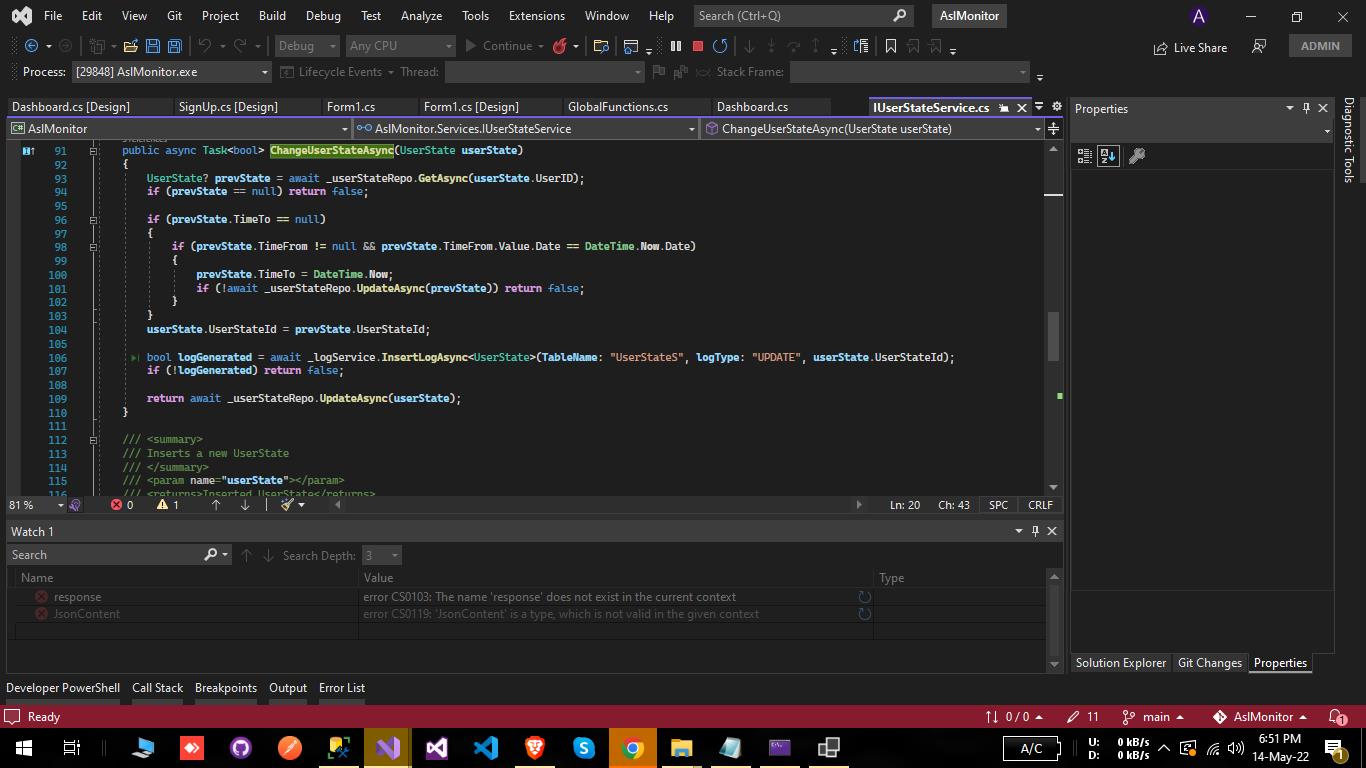 File Edit View Git Project Build Debug Test Analyze Tools Extensions Window Help Search (Ctrl+Q) AslMonitor A
Debug Any CPU Continue Live Share ADMIN
Process: [29848] AslMonitor.exe Lifecycle Events Thread: Stack Frame:
Dashboard.cs [Design] SignUp.cs [Design] Form1.cs Form1.cs [Design] GlobalFunctions.cs Dashboard.cs IUserStateService.cs Properties
C# AslMonitor AslMonitor.Services.IUserStateService ChangeUserStateAsync(UserState userState)
Diagnostic Tools
91 public async Task<bool> ChangeUserStateAsync(UserState userState)
92 {
93 UserState? prevState = await _userStateRepo.GetAsync(userState.UserID);
94 if (prevState == null) return false;
95
96 if (prevState.TimeTo == null)
97 {
98 if (prevState.TimeFrom != null && prevState.TimeFrom.Value.Date == DateTime.Now.Date)
99 {
100 prevState.TimeTo = DateTime.Now;
101 if (!await _userStateRepo.UpdateAsync(prevState)) return false;
102 }
103 }
104 userState.UserStateId = prevState.UserStateId;
105
106 bool logGenerated = await _logService.InsertLogAsync<UserState>(TableName: "UserStateS", logType: "UPDATE", userState.UserStateId);
107 if (!logGenerated) return false;
108
109 return await _userStateRepo.UpdateAsync(userState);
110 }
111
112 /// <summary>
113 /// Inserts a new UserState
114 /// </summary>
115 /// <param name="userState"></param>
116 /// <returns>Inserted UserState</returns>
81 % 0 1 Ln: 20 Ch: 43 SPC CRLF
Watch 1
Search Search Depth: 3
Name Value Type
response error CS0103: The name 'response' does not exist in the current context
JsonContent error CS0119: 'JsonContent' is a type, which is not valid in the given context
Solution Explorer Git Changes Properties
Developer PowerShell Call Stack Breakpoints Output Error List
Ready 0 / 0 11 main AslMonitor 1
A/C U: 0 kB/s 6:51 PM
D: 0 kB/s 14-May-22 1